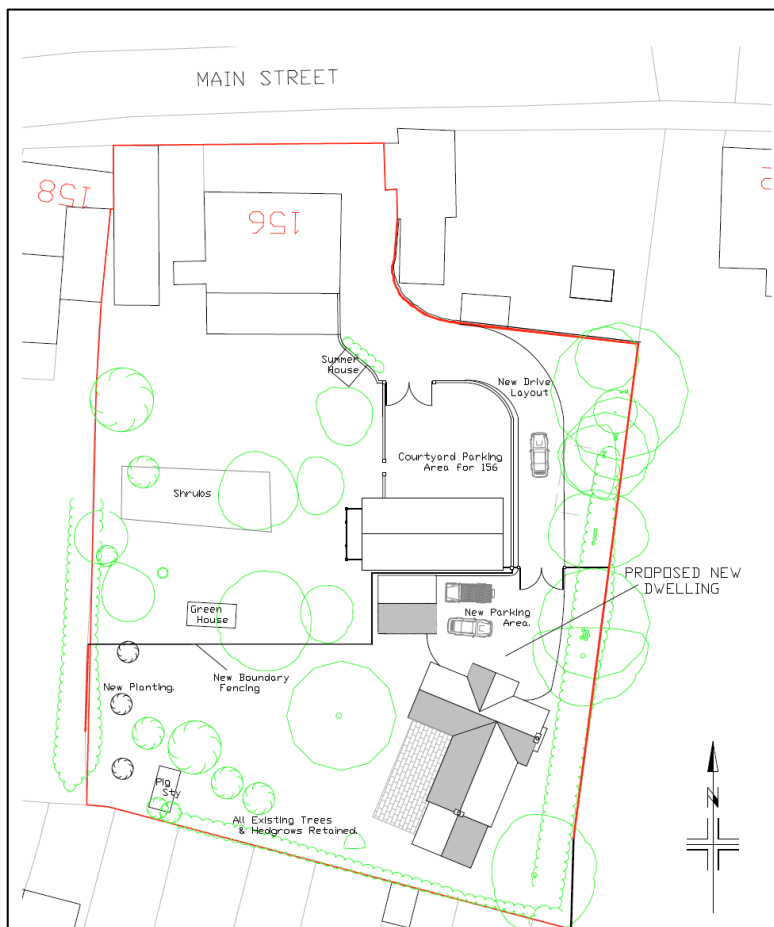 MAIN STREET
158
156
Summer
House
New Drive
Layout
Courtyard Parking
Area for 156
Shrubs
PROPOSED NEW
DWELLING
Green
House
New Parking
Area.
New Boundary
Fencing
New Planting.
Pig
Sty
All Existing Trees
& Hedgrows Retained.
N